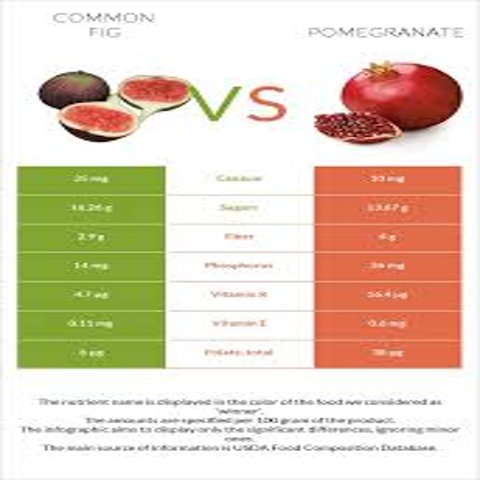 COMMON
FIG
POMEGRANATE
VS
35 mg Calcium 10 mg
16.26 g Sugars 13.67 g
2.9 g Fiber 4 g
14 mg Phosphorus 36 mg
4.7 µg Vitamin K 16.4 µg
0.11 mg Vitamin E 0.6 mg
6 µg Folate, total 38 µg
The nutrient name is displayed in the color of the food we considered as
'winner'.
The amounts are specified per 100 gram of the product.
The infographic aims to display only the significant differences, ignoring minor
ones.
The main source of information is USDA Food Composition Database.